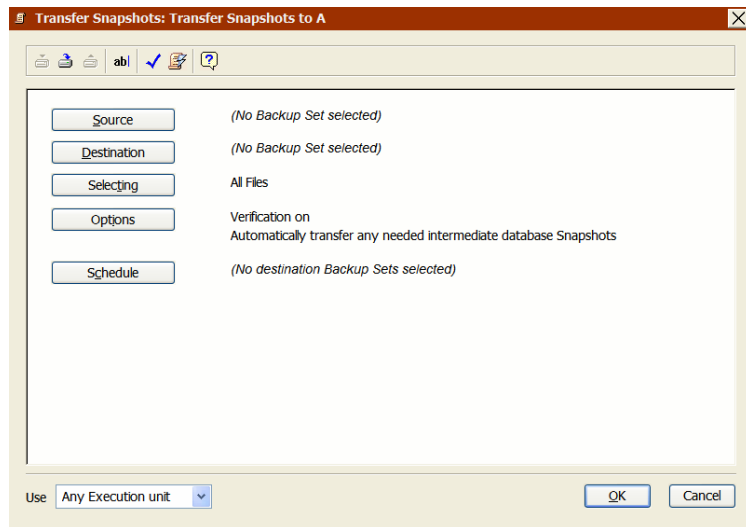 Transfer Snapshots: Transfer Snapshots to A
ab
Source (No Backup Set selected)
Destination (No Backup Set selected)
Selecting All Files
Options Verification on
Automatically transfer any needed intermediate database Snapshots
Schedule (No destination Backup Sets selected)
Use Any Execution unit OK Cancel